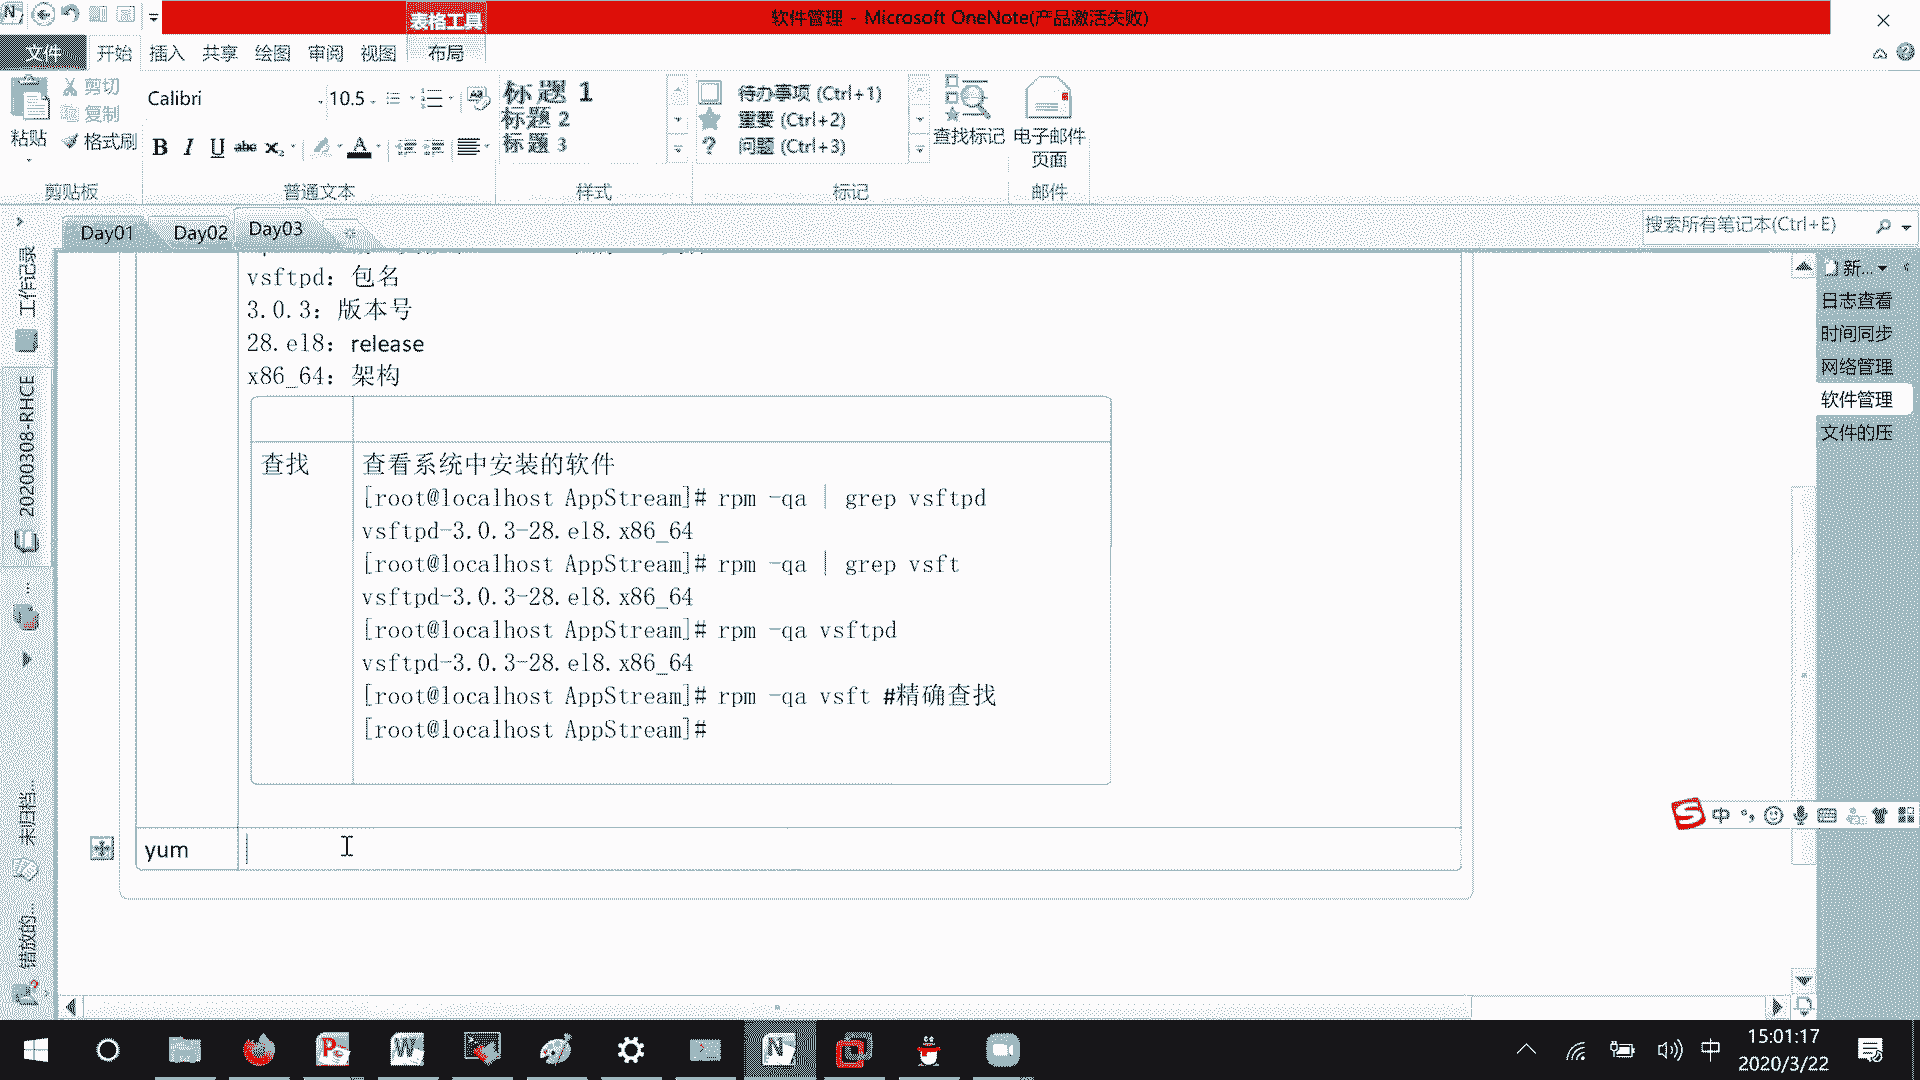 表格工具
软件管理 - Microsoft OneNote(产品激活失败)
文件 开始 插入 共享 绘图 审阅 视图 布局
粘贴
剪切
复制
格式刷
剪贴板
Calibri 10.5
B I U abc x₂ A
普通文本
标题 1
标题 2
标题 3
样式
待办事项 (Ctrl+1)
重要 (Ctrl+2)
问题 (Ctrl+3)
标记
查找标记
电子邮件
页面
邮件
Day01 Day02 Day03
搜索所有笔记本(Ctrl+E)
工作记录
20200308-RHCE
...
未归档...
错放的...
新...
日志查看
时间同步
网络管理
软件管理
文件的压
vsftpd: 包名
3.0.3: 版本号
28.el8: release
x86_64: 架构
查找
查看系统中安装的软件
[root@localhost AppStream]# rpm -qa | grep vsftpd
vsftpd-3.0.3-28.el8.x86_64
[root@localhost AppStream]# rpm -qa | grep vsft
vsftpd-3.0.3-28.el8.x86_64
[root@localhost AppStream]# rpm -qa vsftpd
vsftpd-3.0.3-28.el8.x86_64
[root@localhost AppStream]# rpm -qa vsft #精确查找
[root@localhost AppStream]#
yum
中
中
15:01:17
2020/3/22